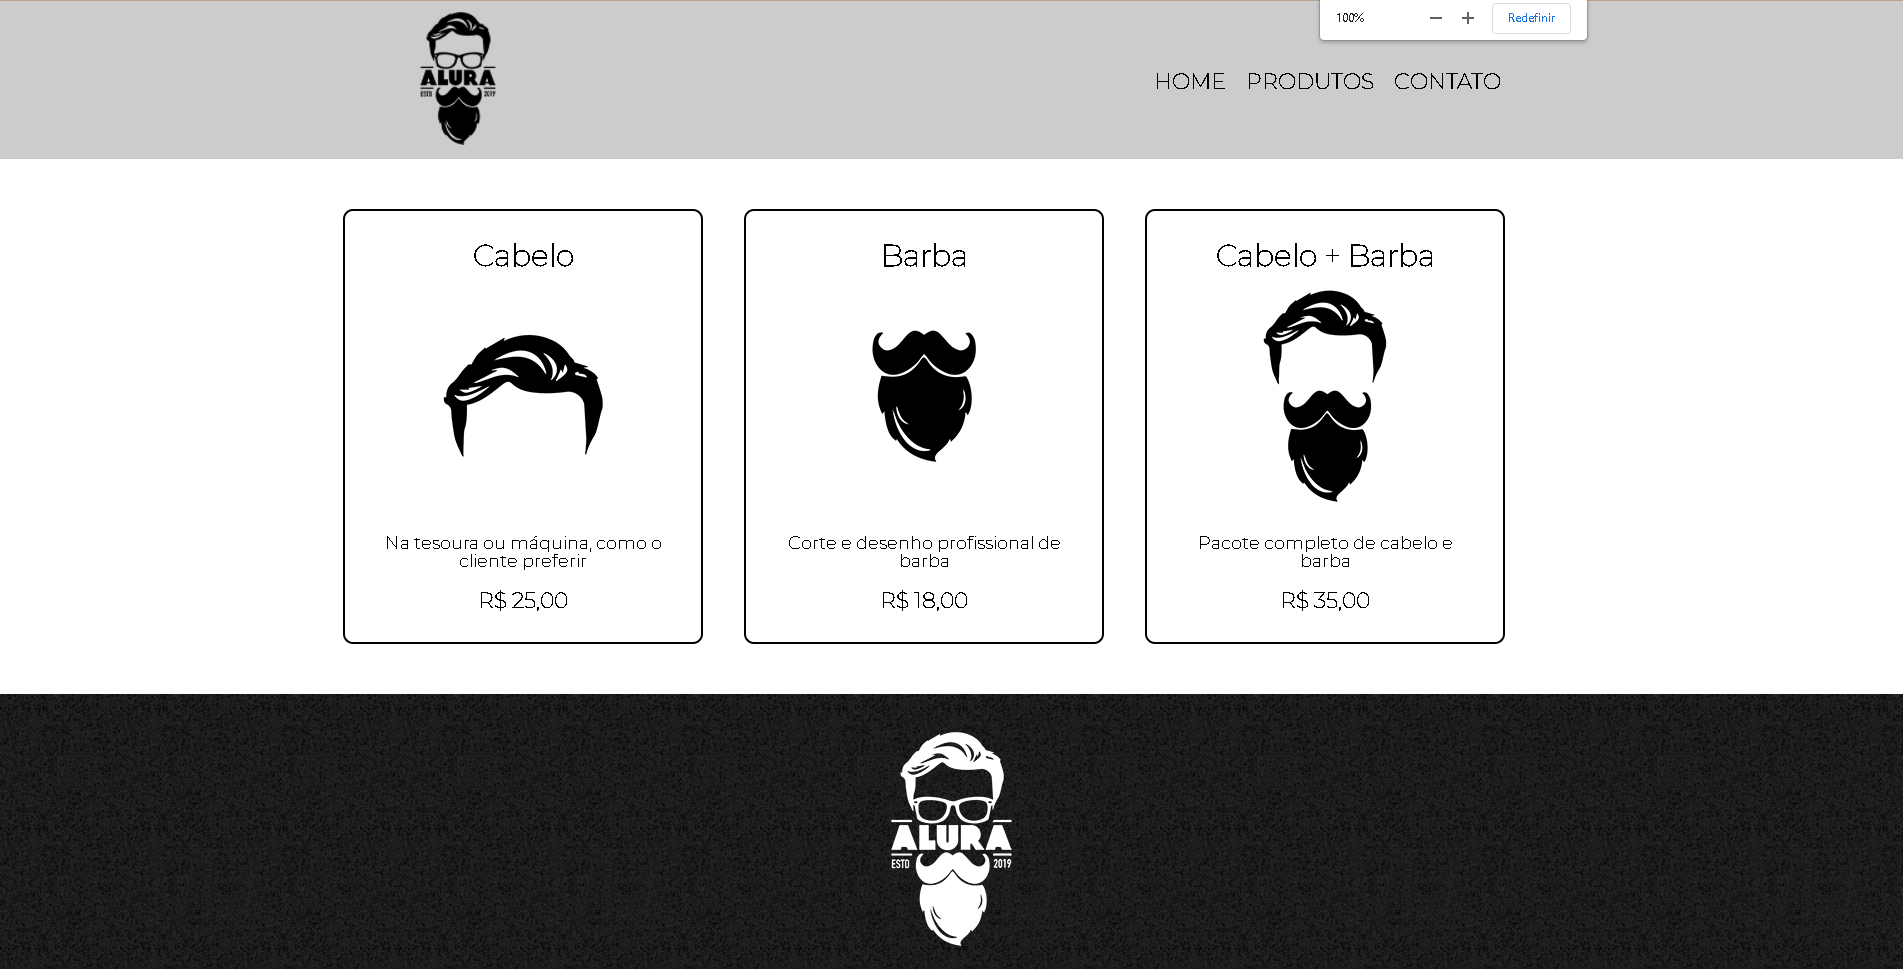 100%
Redefinir
ALURA
ESTD 2019
HOME PRODUTOS CONTATO
Cabelo
Na tesoura ou máquina, como o
cliente preferir
R$ 25,00
Barba
Corte e desenho profissional de
barba
R$ 18,00
Cabelo + Barba
Pacote completo de cabelo e
barba
R$ 35,00
ALURA
ESTD 2019